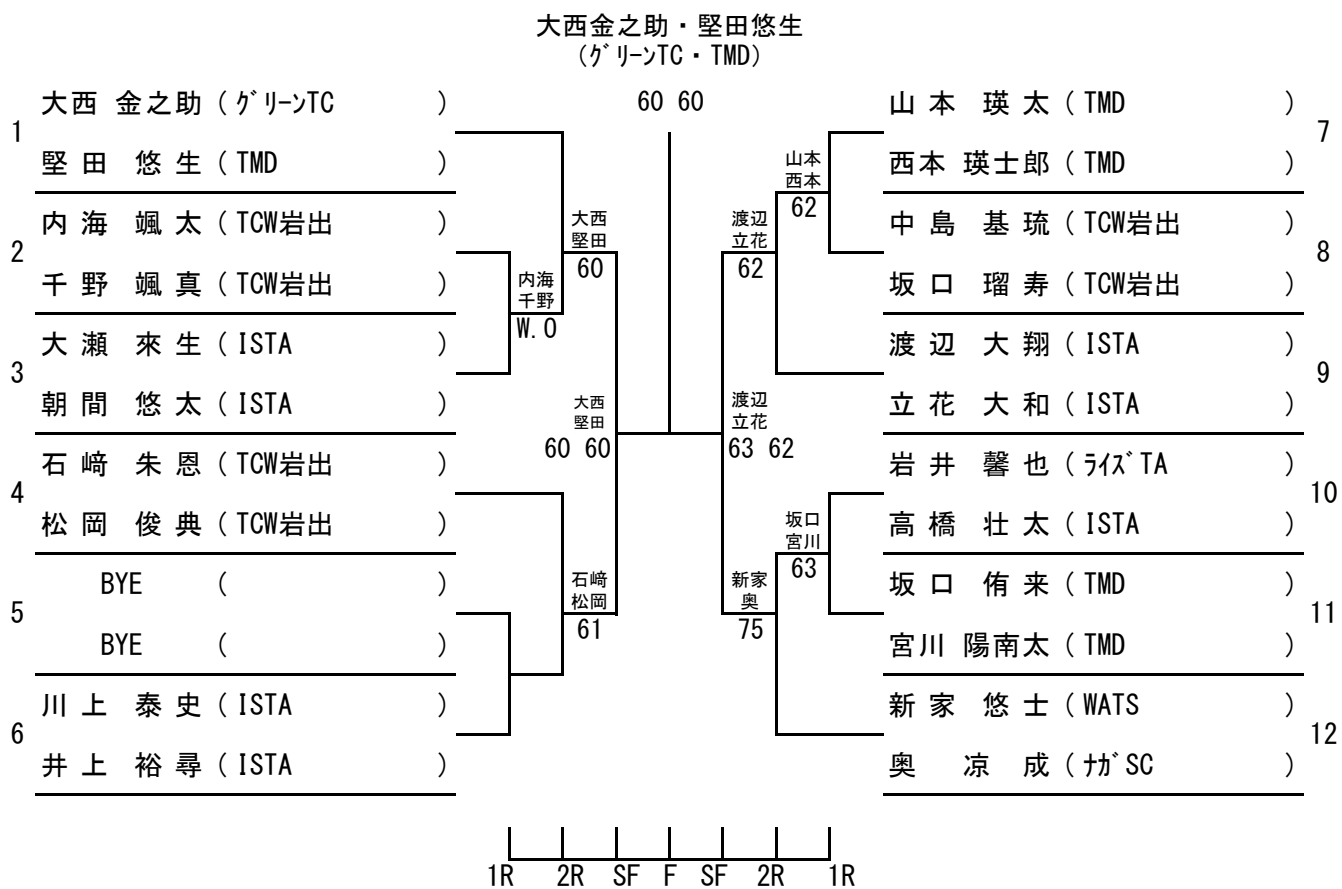 大西金之助・堅田悠生
(ｸﾞﾘｰﾝTC・TMD)
60 60
1
大西 金之助 ( ｸﾞﾘｰﾝTC )
堅田 悠生 ( TMD )
2
内海 颯太 ( TCW岩出 )
千野 颯真 ( TCW岩出 )
3
大瀬 來生 ( ISTA )
朝間 悠太 ( ISTA )
4
石﨑 朱恩 ( TCW岩出 )
松岡 俊典 ( TCW岩出 )
5
BYE ( )
BYE ( )
6
川上 泰史 ( ISTA )
井上 裕尋 ( ISTA )
内海
千野
W.O
大西
堅田
60
石﨑
松岡
61
大西
堅田
60 60
渡辺
立花
63 62
渡辺
立花
62
新家
奥
75
山本
西本
62
坂口
宮川
63
山本 瑛太 ( TMD )
西本 瑛士郎 ( TMD )
7
中島 基琉 ( TCW岩出 )
坂口 瑠寿 ( TCW岩出 )
8
渡辺 大翔 ( ISTA )
立花 大和 ( ISTA )
9
岩井 馨也 ( ﾗｲｽﾞTA )
高橋 壮太 ( ISTA )
10
坂口 侑来 ( TMD )
宮川 陽南太 ( TMD )
11
新家 悠士 ( WATS )
奥 凉成 ( ﾅｶﾞSC )
12
1R 2R SF F SF 2R 1R